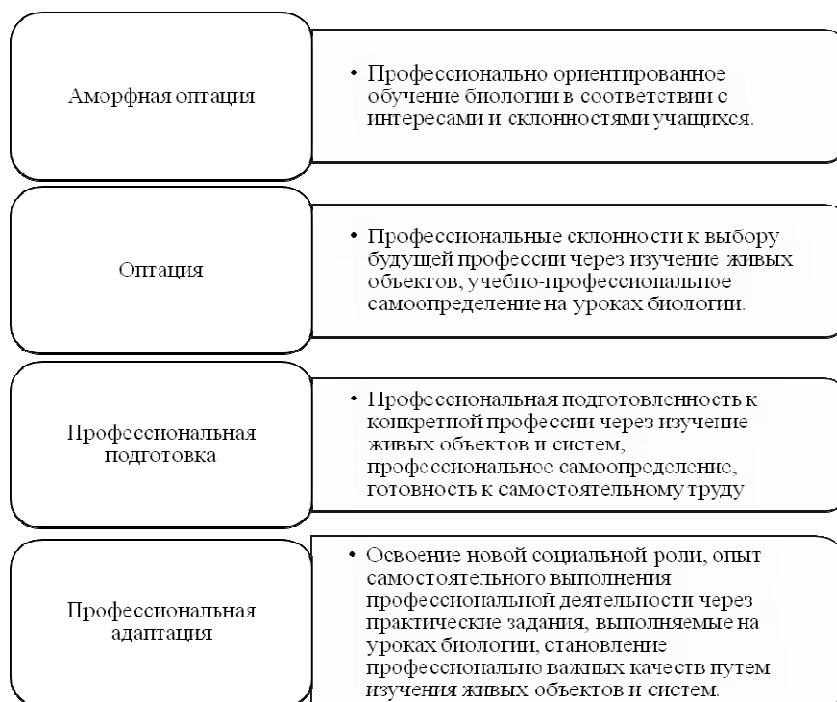 Аморфная оптация
• Профессионально ориентированное
обучение биологии в соответствии с
интересами и склонностями учащихся.
Оптация
• Профессиональные склонности к выбору
будущей профессии через изучение живых
объектов, учебно-профессиональное
самоопределение на уроках биологии.
Профессиональная
подготовка
• Профессиональная подготовленность к
конкретной профессии через изучение
живых объектов и систем,
профессиональное самоопределение,
готовность к самостоятельному труду
Профессиональная
адаптация
• Освоение новой социальной роли, опыт
самостоятельного выполнения
профессиональной деятельности через
практические задания, выполняемые на
уроках биологии, становление
профессионально важных качеств путем
изучения живых объектов и систем.